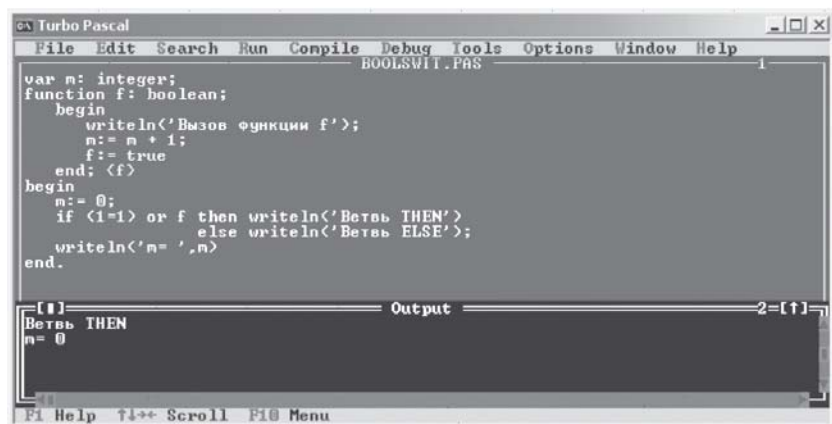 Turbo Pascal
File Edit Search Run Compile Debug Tools Options Window Help
BOOLSWIT.PAS 1
var m: integer;
function f: boolean;
begin
writeln('Вызов функции f');
m:= m + 1;
f:= true
end; {f}
begin
m:= 0;
if (1=1) or f then writeln('Ветвь THEN')
else writeln('Ветвь ELSE');
writeln('m= ',m)
end.
Output 2=[↑]
Ветвь THEN
m= 0
F1 Help ↑↓→← Scroll F10 Menu